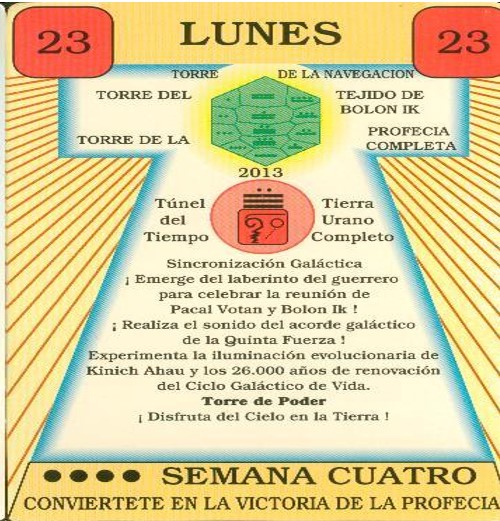 23 LUNES 23
TORRE DE LA NAVEGACION
TORRE DEL TEJIDO DE
BOLON IK
TORRE DE LA PROFECIA
COMPLETA
2013
Túnel Tierra
del Urano
Tiempo Completo
Sincronización Galáctica
¡ Emerge del laberinto del guerrero
para celebrar la reunión de
Pacal Votan y Bolon Ik !
¡ Realiza el sonido del acorde galáctico
de la Quinta Fuerza !
Experimenta la iluminación evolucionaria de
Kinich Ahau y los 26.000 años de renovación
del Ciclo Galáctico de Vida.
Torre de Poder
¡ Disfruta del Cielo en la Tierra !
SEMANA CUATRO
CONVIERTETE EN LA VICTORIA DE LA PROFECIA